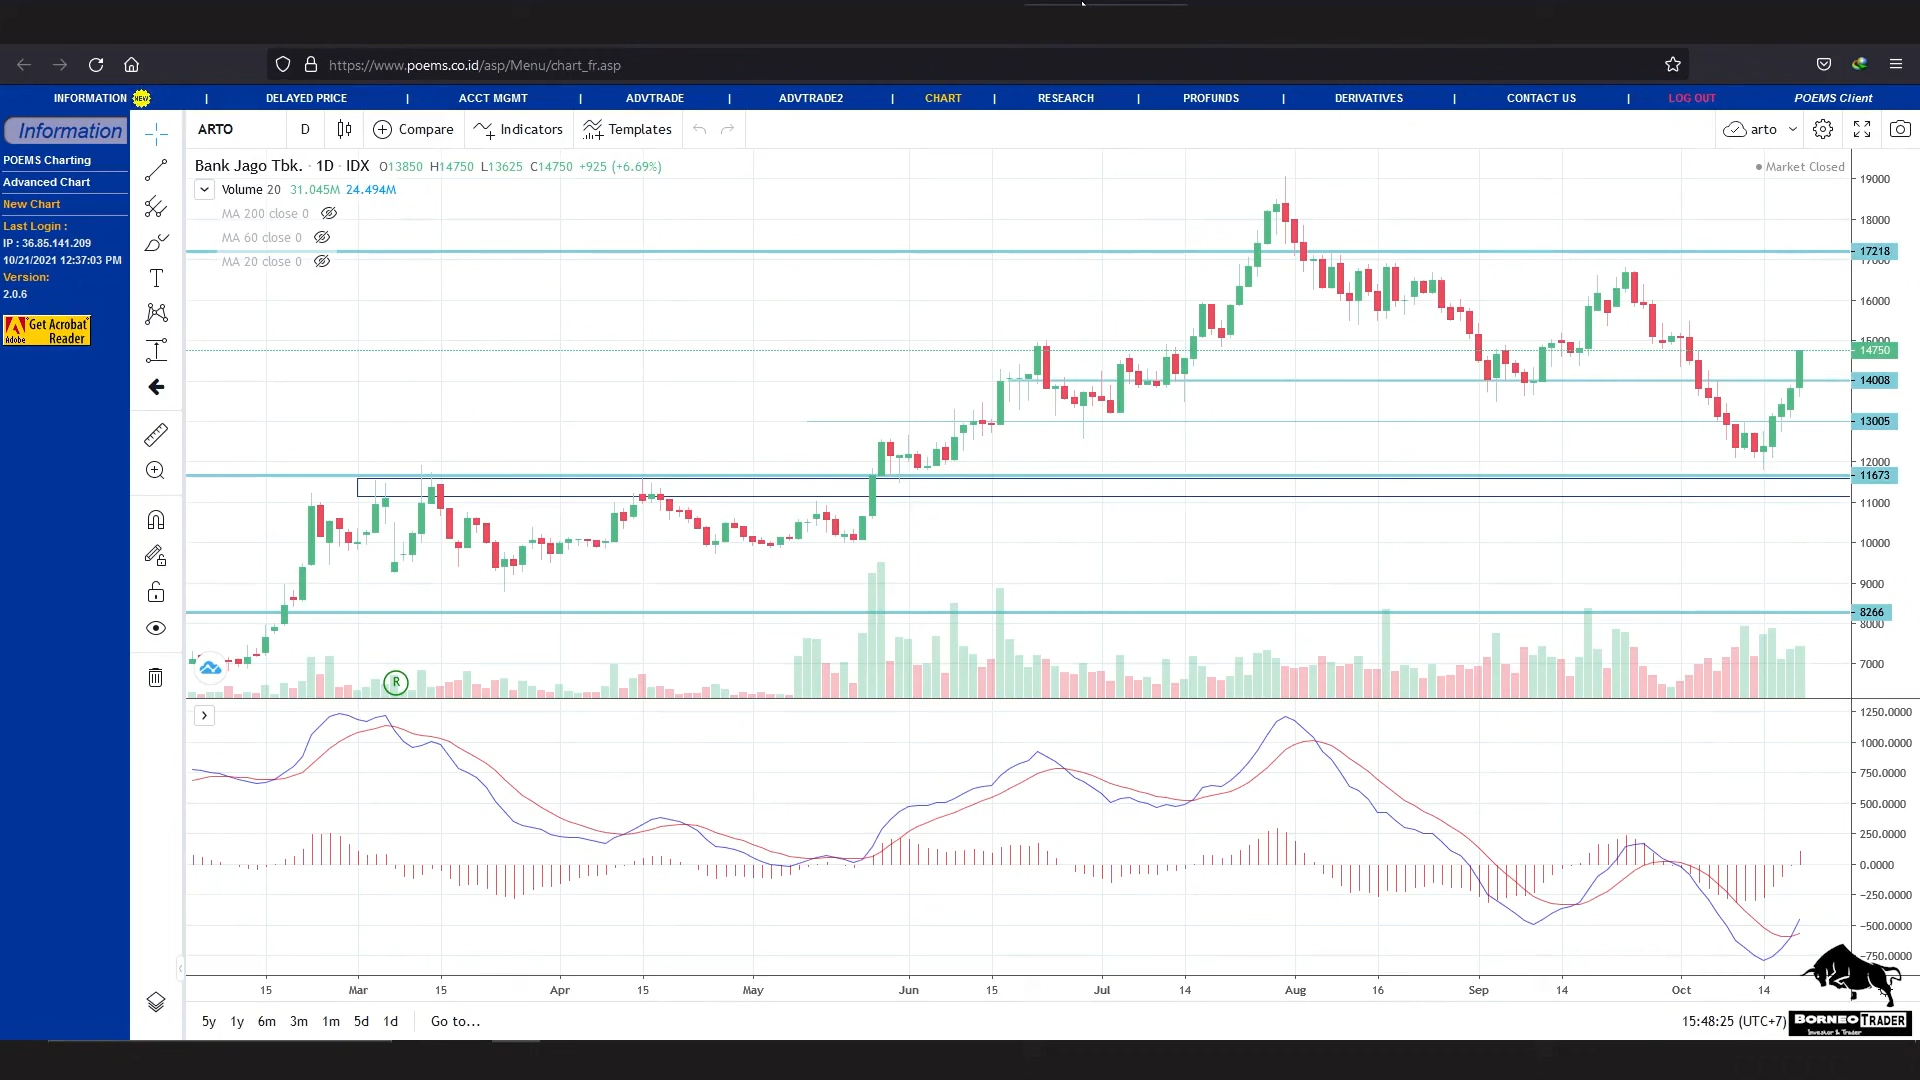 https://www.poems.co.id/asp/Menu/chart_fr.asp
INFORMATION NEW | DELAYED PRICE | ACCT MGMT | ADVTRADE | ADVTRADE2 | CHART | RESEARCH | PROFUNDS | DERIVATIVES | CONTACT US | LOG OUT POEMS Client
Information
POEMS Charting
Advanced Chart
New Chart
Last Login :
IP : 36.85.141.209
10/21/2021 12:37:03 PM
Version:
2.0.6
Get Acrobat
Adobe Reader
ARTO D Compare Indicators Templates arto
Bank Jago Tbk. · 1D · IDX O13850 H14750 L13625 C14750 +925 (+6.69%)
Market Closed
Volume 20 31.045M 24.494M
MA 200 close 0
MA 60 close 0
MA 20 close 0
19000
18000
17218
17000
16000
15000
14750
14008
13005
12000
11673
11000
10000
9000
8266
8000
7000
R
1250.0000
1000.0000
750.0000
500.0000
250.0000
0.0000
−250.0000
−500.0000
−750.0000
15 Mar 15 Apr 15 May Jun 15 Jul 14 Aug 16 Sep 14 Oct 14
5y 1y 6m 3m 1m 5d 1d Go to...
15:48:25 (UTC+7)
BORNEO TRADER
Investor & Trader